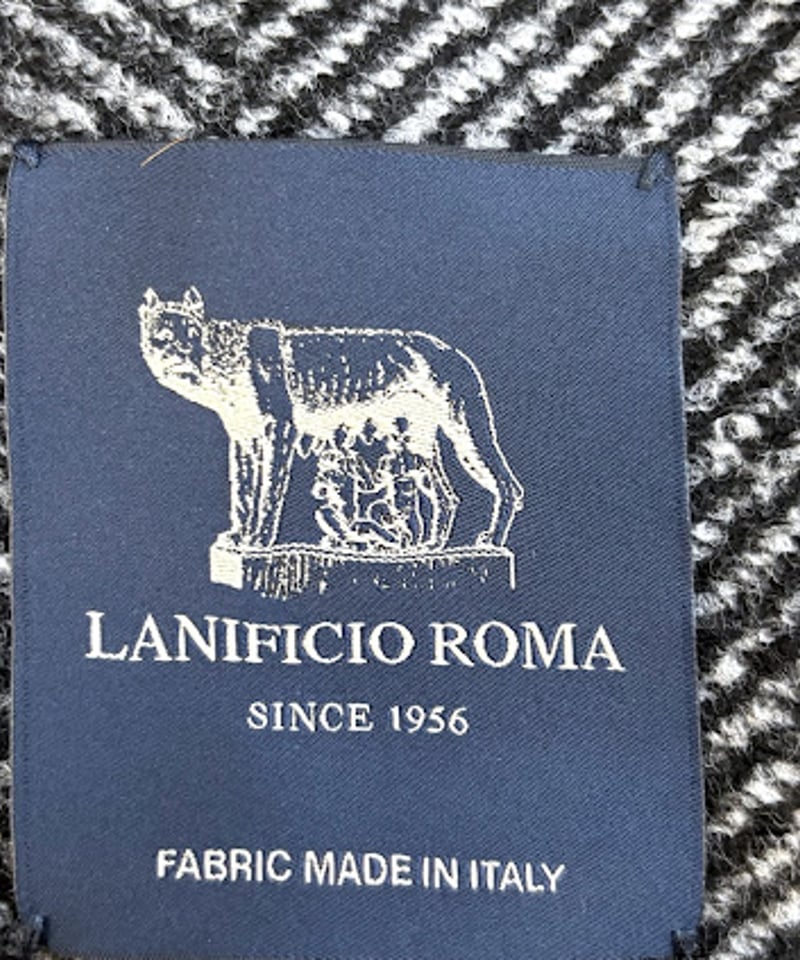 LANIFICIO ROMA
SINCE 1956
FABRIC MADE IN ITALY